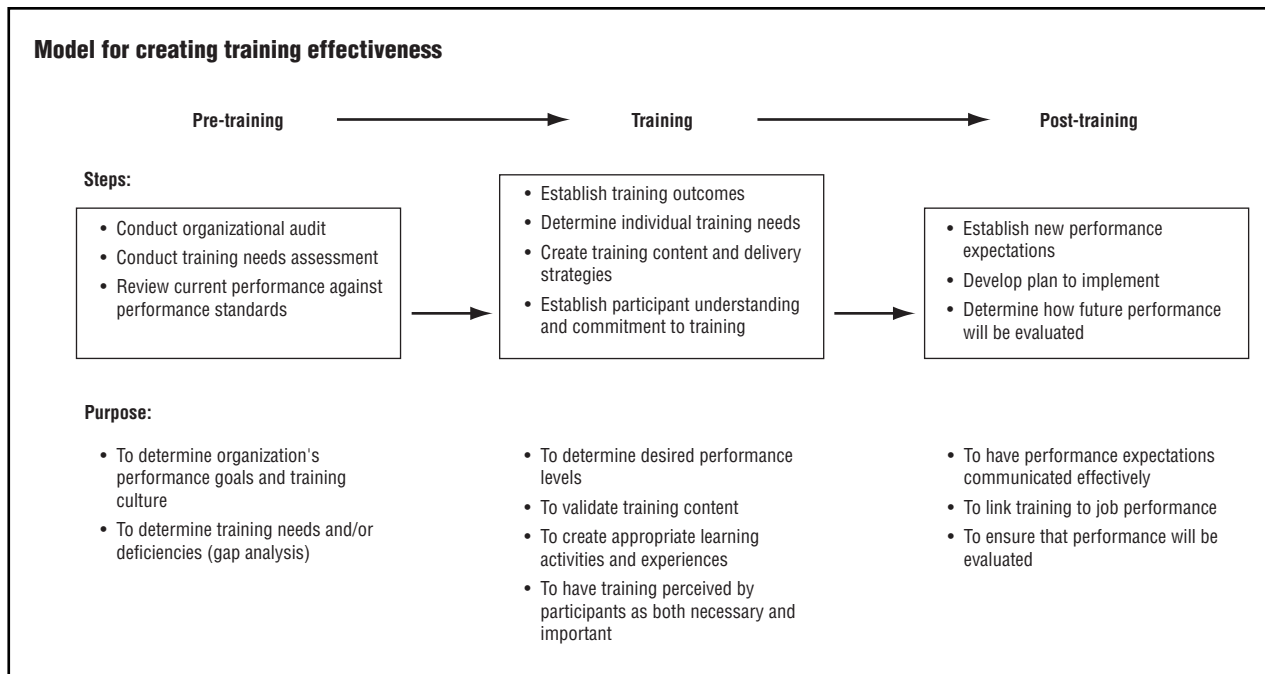 Model for creating training effectiveness
Pre-training
Training
Post-training
Steps:
• Conduct organizational audit
• Conduct training needs assessment
• Review current performance against
performance standards
• Establish training outcomes
• Determine individual training needs
• Create training content and delivery
strategies
• Establish participant understanding
and commitment to training
• Establish new performance
expectations
• Develop plan to implement
• Determine how future performance
will be evaluated
Purpose:
• To determine organization's
performance goals and training
culture
• To determine training needs and/or
deficiencies (gap analysis)
• To determine desired performance
levels
• To validate training content
• To create appropriate learning
activities and experiences
• To have training perceived by
participants as both necessary and
important
• To have performance expectations
communicated effectively
• To link training to job performance
• To ensure that performance will be
evaluated